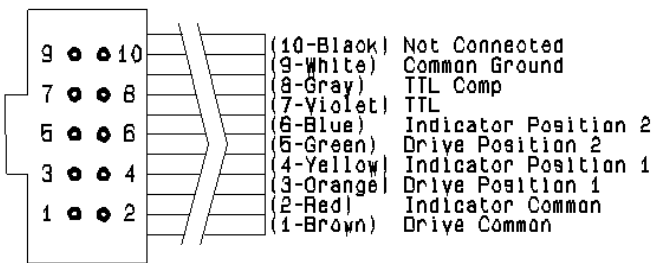 9 10
7 8
5 6
3 4
1 2
(10-Black) Not Connected
(9-White) Common Ground
(8-Gray) TTL Comp
(7-Violet) TTL
(6-Blue) Indicator Position 2
(5-Green) Drive Position 2
(4-Yellow) Indicator Position 1
(3-Orange) Drive Position 1
(2-Red) Indicator Common
(1-Brown) Drive Common